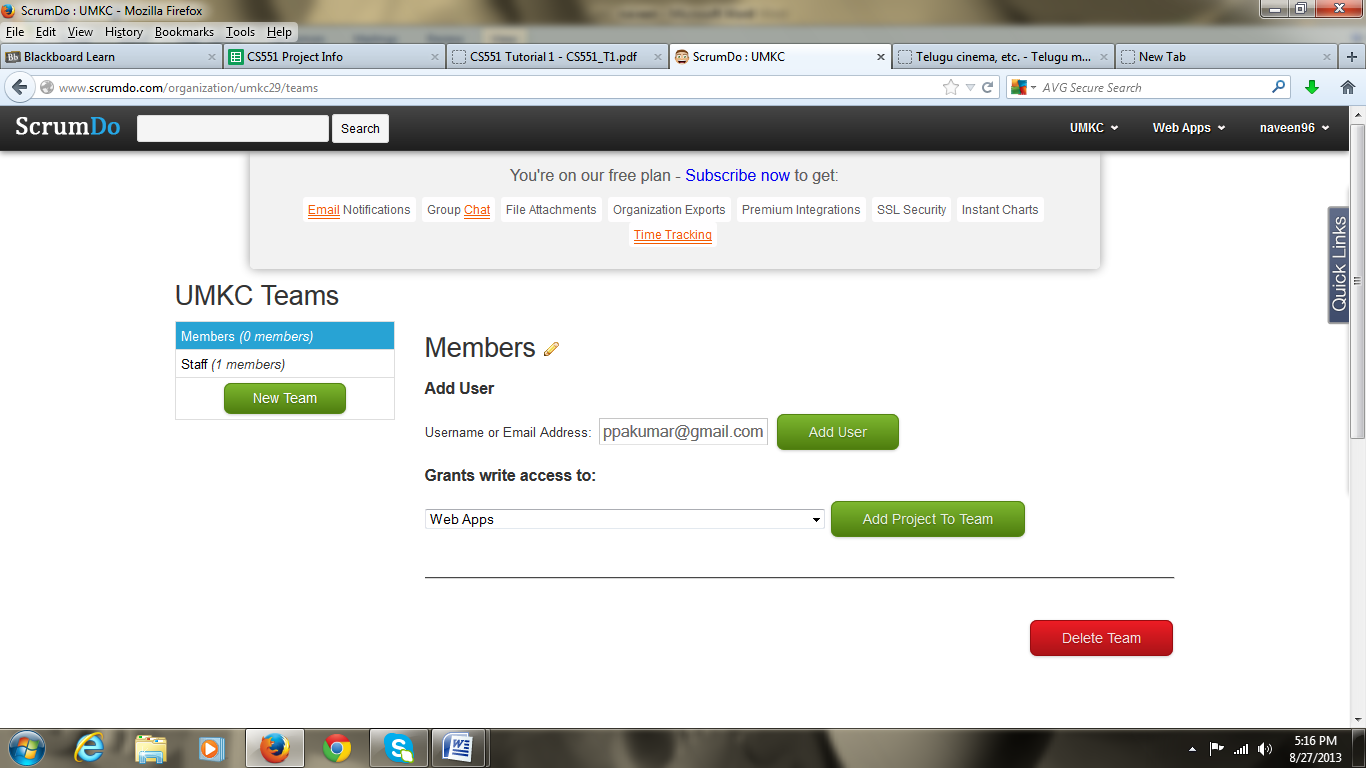 ScrumDo : UMKC - Mozilla Firefox
File Edit View History Bookmarks Tools Help
Bb Blackboard Learn
CS551 Project Info
CS551 Tutorial 1 - CS551_T1.pdf
ScrumDo : UMKC
Telugu cinema, etc. - Telugu m...
New Tab
www.scrumdo.com/organization/umkc29/teams
AVG Secure Search
ScrumDo Search UMKC Web Apps naveen96
You're on our free plan - Subscribe now to get:
Email Notifications Group Chat File Attachments Organization Exports Premium Integrations SSL Security Instant Charts
Time Tracking
Quick Links
UMKC Teams
Members (0 members)
Staff (1 members)
New Team
Members
Add User
Username or Email Address: ppakumar@gmail.com Add User
Grants write access to:
Web Apps Add Project To Team
Delete Team
5:16 PM
8/27/2013